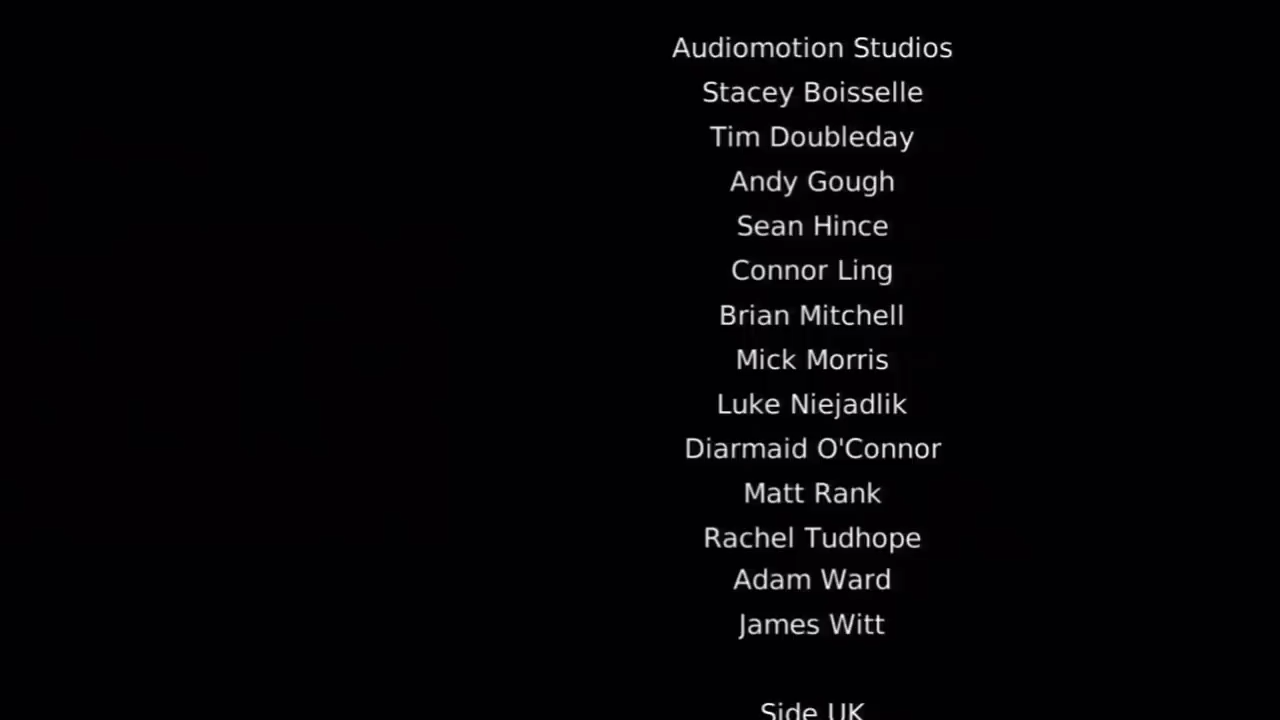 Audiomotion Studios
Stacey Boisselle
Tim Doubleday
Andy Gough
Sean Hince
Connor Ling
Brian Mitchell
Mick Morris
Luke Niejadlik
Diarmaid O'Connor
Matt Rank
Rachel Tudhope
Adam Ward
James Witt
Side UK